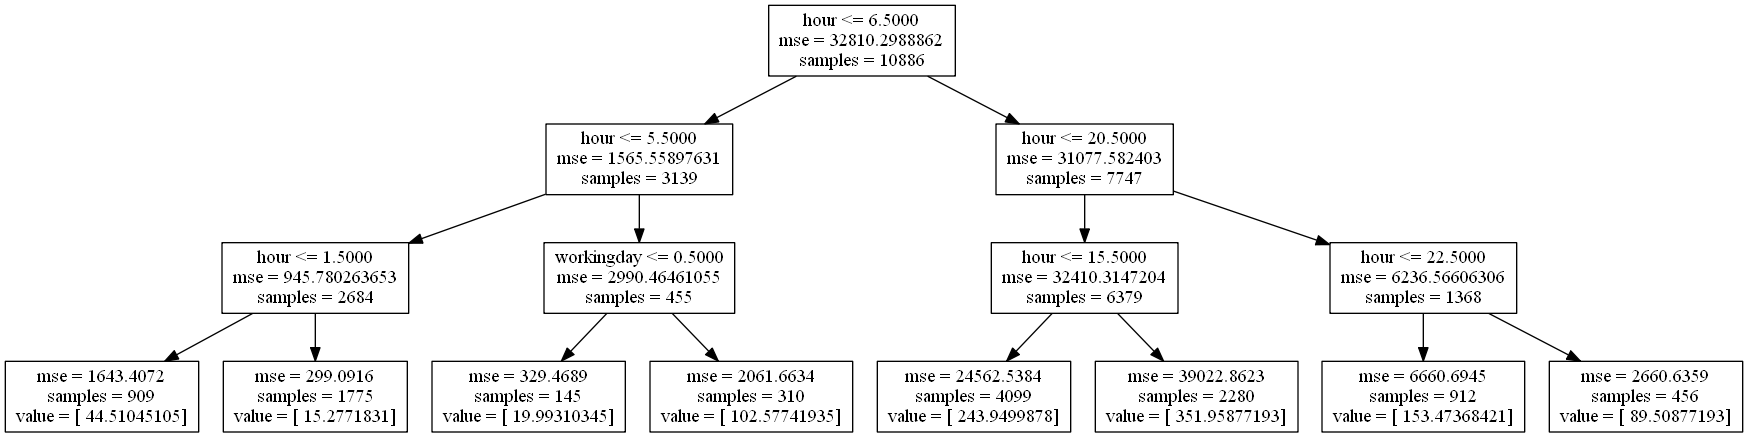 hour <= 6.5000
mse = 32810.2988862
samples = 10886
hour <= 5.5000
mse = 1565.55897631
samples = 3139
hour <= 20.5000
mse = 31077.582403
samples = 7747
hour <= 1.5000
mse = 945.780263653
samples = 2684
workingday <= 0.5000
mse = 2990.46461055
samples = 455
hour <= 15.5000
mse = 32410.3147204
samples = 6379
hour <= 22.5000
mse = 6236.56606306
samples = 1368
mse = 1643.4072
samples = 909
value = [ 44.51045105]
mse = 299.0916
samples = 1775
value = [ 15.2771831]
mse = 329.4689
samples = 145
value = [ 19.99310345]
mse = 2061.6634
samples = 310
value = [ 102.57741935]
mse = 24562.5384
samples = 4099
value = [ 243.9499878]
mse = 39022.8623
samples = 2280
value = [ 351.95877193]
mse = 6660.6945
samples = 912
value = [ 153.47368421]
mse = 2660.6359
samples = 456
value = [ 89.50877193]